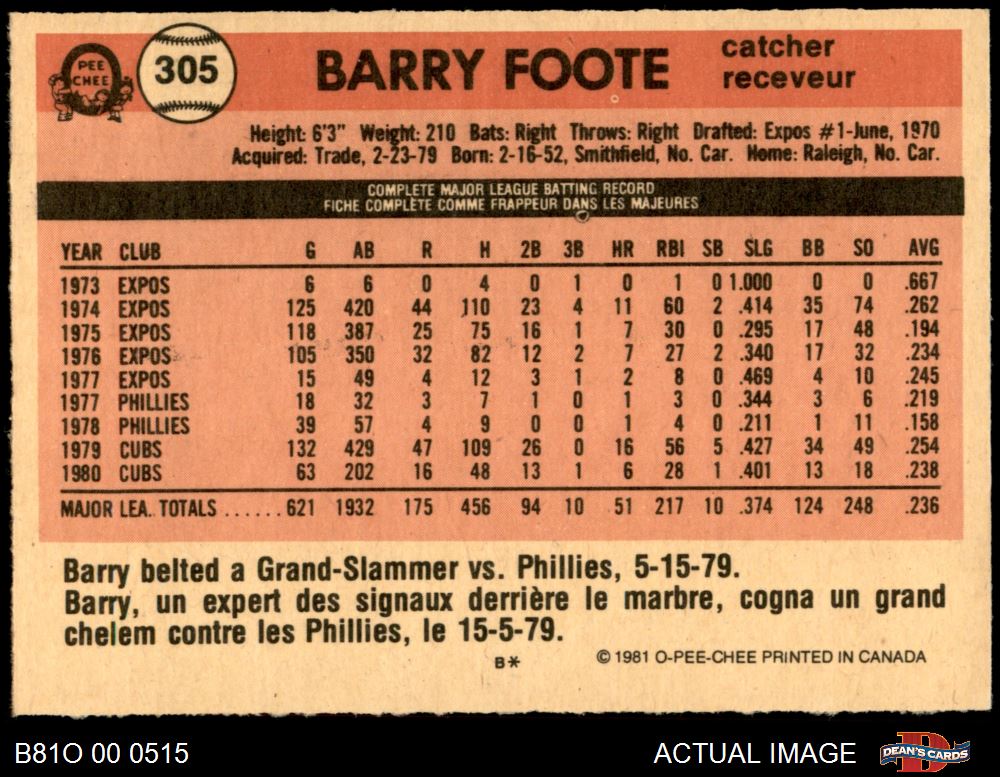 PEE
CHEE
305
BARRY FOOTE
catcher
receveur
Height: 6'3" Weight: 210 Bats: Right Throws: Right Drafted: Expos #1-June, 1970
Acquired: Trade, 2-23-79 Born: 2-16-52, Smithfield, No. Car. Home: Raleigh, No. Car.
COMPLETE MAJOR LEAGUE BATTING RECORD
FICHE COMPLÈTE COMME FRAPPEUR DANS LES MAJEURES
YEAR CLUB G AB R H 2B 3B HR RBI SB SLG BB SO AVG
1973 EXPOS 6 6 0 4 0 1 0 1 0 1.000 0 0 .667
1974 EXPOS 125 420 44 110 23 4 11 60 2 .414 35 74 .262
1975 EXPOS 118 387 25 75 16 1 7 30 0 .295 17 48 .194
1976 EXPOS 105 350 32 82 12 2 7 27 2 .340 17 32 .234
1977 EXPOS 15 49 4 12 3 1 2 8 0 .469 4 10 .245
1977 PHILLIES 18 32 3 7 1 0 1 3 0 .344 3 6 .219
1978 PHILLIES 39 57 4 9 0 0 1 4 0 .211 1 11 .158
1979 CUBS 132 429 47 109 26 0 16 56 5 .427 34 49 .254
1980 CUBS 63 202 16 48 13 1 6 28 1 .401 13 18 .238
MAJOR LEA. TOTALS ......621 1932 175 456 94 10 51 217 10 .374 124 248 .236
Barry belted a Grand-Slammer vs. Phillies, 5-15-79.
Barry, un expert des signaux derrière le marbre, cogna un grand
chelem contre les Phillies, le 15-5-79.
B* © 1981 O-PEE-CHEE PRINTED IN CANADA
B81O 00 0515 ACTUAL IMAGE DEAN'S CARDS